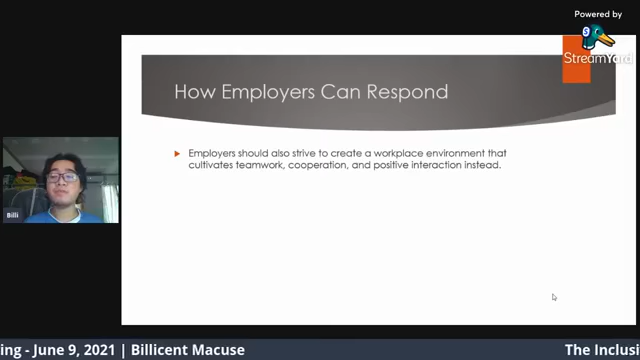 Powered by
StreamYard
How Employers Can Respond
Employers should also strive to create a workplace environment that
cultivates teamwork, cooperation, and positive interaction instead.
Billi
ing - June 9, 2021 | Billicent Macuse
The Inclusi